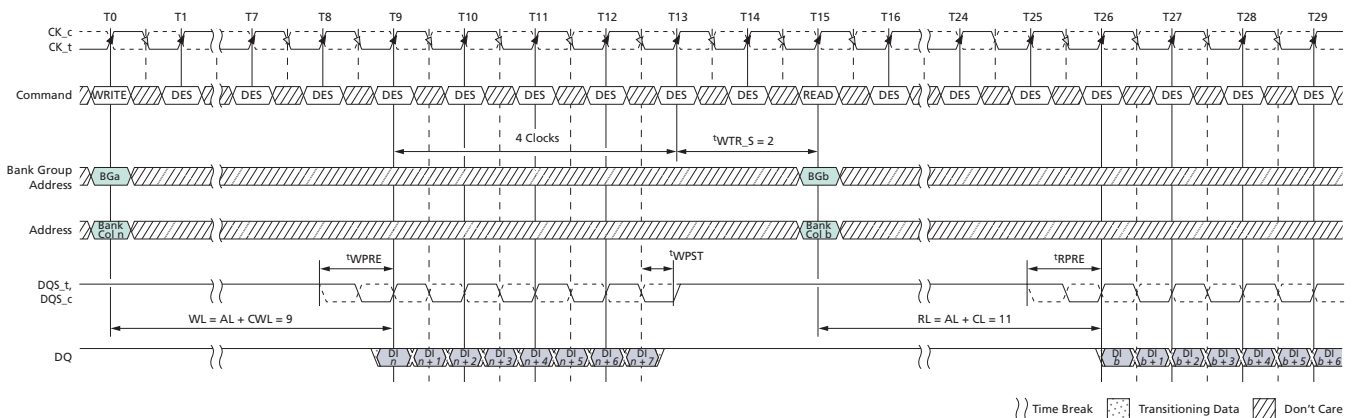 T0 T1 T7 T8 T9 T10 T11 T12 T13 T14 T15 T16 T24 T25 T26 T27 T28 T29
CK_c
CK_t
Command WRITE DES DES DES DES DES DES DES DES DES READ DES DES DES DES DES DES DES
4 Clocks tWTR_S = 2
Bank Group
Address
BGa BGb
Address
Bank
Col n
Bank
Col b
tWPRE tWPST tRPRE
DQS_t,
DQS_c
WL = AL + CWL = 9 RL = AL + CL = 11
DQ
DI
n
DI
n + 1
DI
n + 2
DI
n + 3
DI
n + 4
DI
n + 5
DI
n + 6
DI
n + 7
DI
b
DI
b + 1
DI
b + 2
DI
b + 3
DI
b + 4
DI
b + 5
DI
b + 6
Time Break Transitioning Data Don't Care